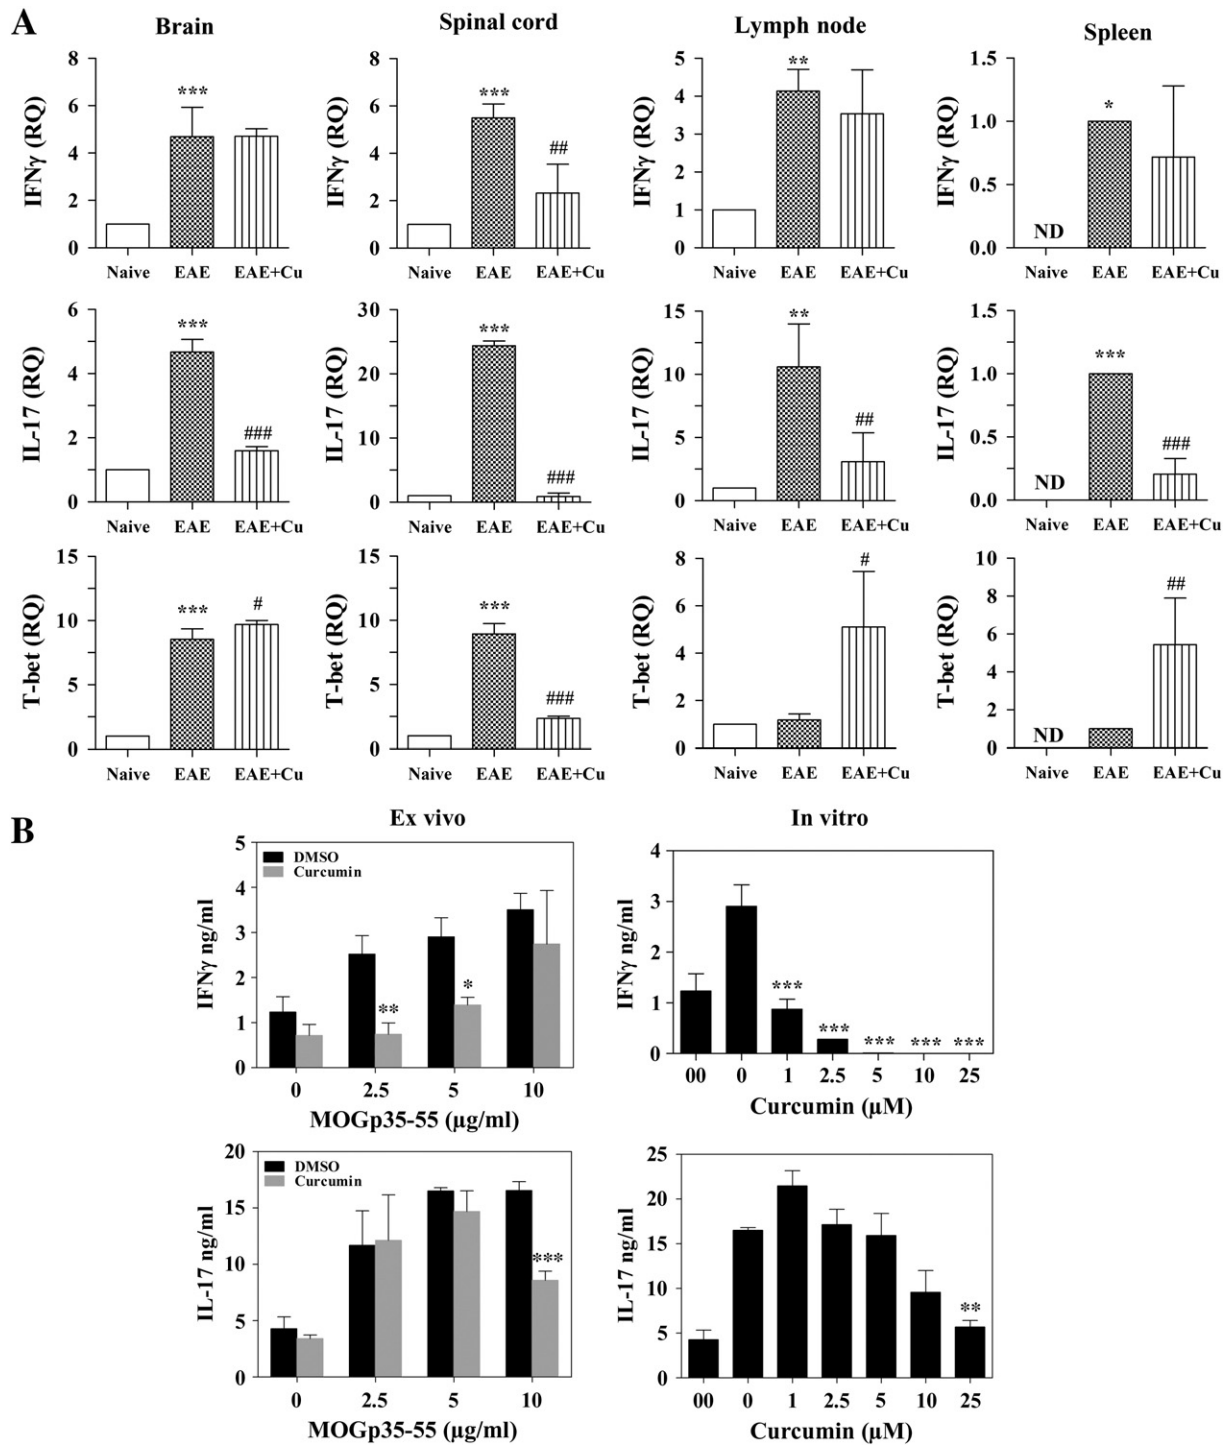 A
Brain
Spinal cord
Lymph node
Spleen
IFNγ (RQ)
8
6
4
2
0
***
Naive EAE EAE+Cu
IFNγ (RQ)
8
6
4
2
0
***
##
Naive EAE EAE+Cu
IFNγ (RQ)
5
4
3
2
1
0
**
Naive EAE EAE+Cu
IFNγ (RQ)
1.5
1.0
0.5
0.0
ND
*
Naive EAE EAE+Cu
IL-17 (RQ)
6
4
2
0
***
###
Naive EAE EAE+Cu
IL-17 (RQ)
30
20
10
0
***
###
Naive EAE EAE+Cu
IL-17 (RQ)
15
10
5
0
**
##
Naive EAE EAE+Cu
IL-17 (RQ)
1.5
1.0
0.5
0.0
ND
***
###
Naive EAE EAE+Cu
T-bet (RQ)
15
10
5
0
***
#
Naive EAE EAE+Cu
T-bet (RQ)
15
10
5
0
***
###
Naive EAE EAE+Cu
T-bet (RQ)
8
6
4
2
0
#
Naive EAE EAE+Cu
T-bet (RQ)
10
8
6
4
2
0
ND
##
Naive EAE EAE+Cu
B
Ex vivo
In vitro
IFNγ ng/ml
5
4
3
2
1
0
DMSO
Curcumin
**
*
0 2.5 5 10
MOGp35-55 (µg/ml)
IFNγ ng/ml
4
3
2
1
0
*** *** *** *** ***
00 0 1 2.5 5 10 25
Curcumin (µM)
IL-17 ng/ml
20
15
10
5
0
DMSO
Curcumin
***
0 2.5 5 10
MOGp35-55 (µg/ml)
IL-17 ng/ml
25
20
15
10
5
0
**
00 0 1 2.5 5 10 25
Curcumin (µM)